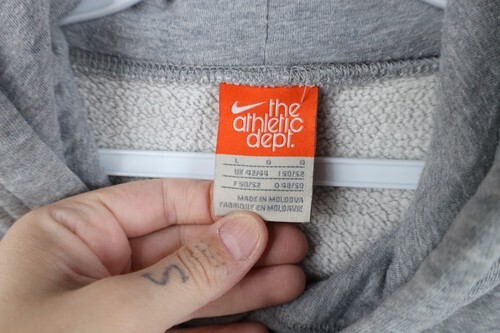 the
athletic
dept.
L G G
UK 42/44 I 50/52
F 50/52 D 48/50
MADE IN MOLDOVA
FABRIQUE EN MOLDAVIE
S